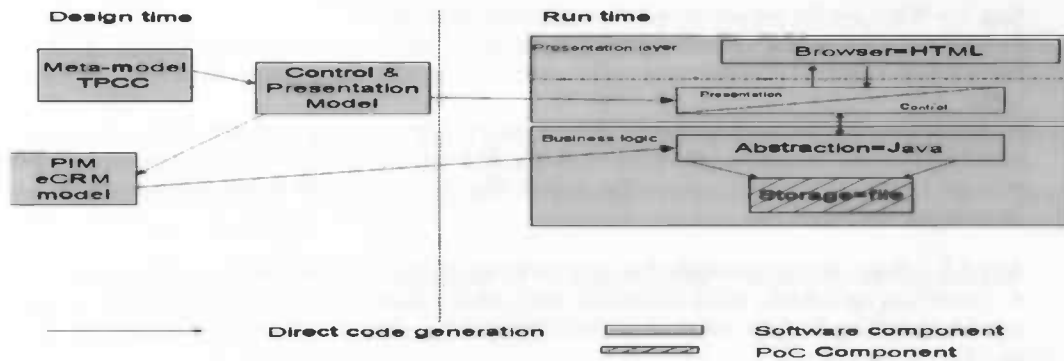 Design time
Run time
Presentation layer
Browser=HTML
Meta-model
TPCC
Control &
Presentation
Model
Presentation
Control
Business logic
Abstraction=Java
PIM
eCRM
model
Storage=file
Direct code generation
Software component
PoC Component